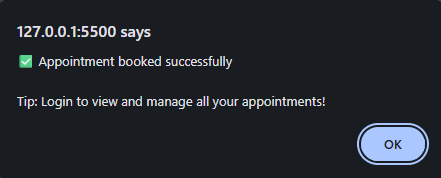 127.0.0.1:5500 says
✅ Appointment booked successfully
Tip: Login to view and manage all your appointments!
OK